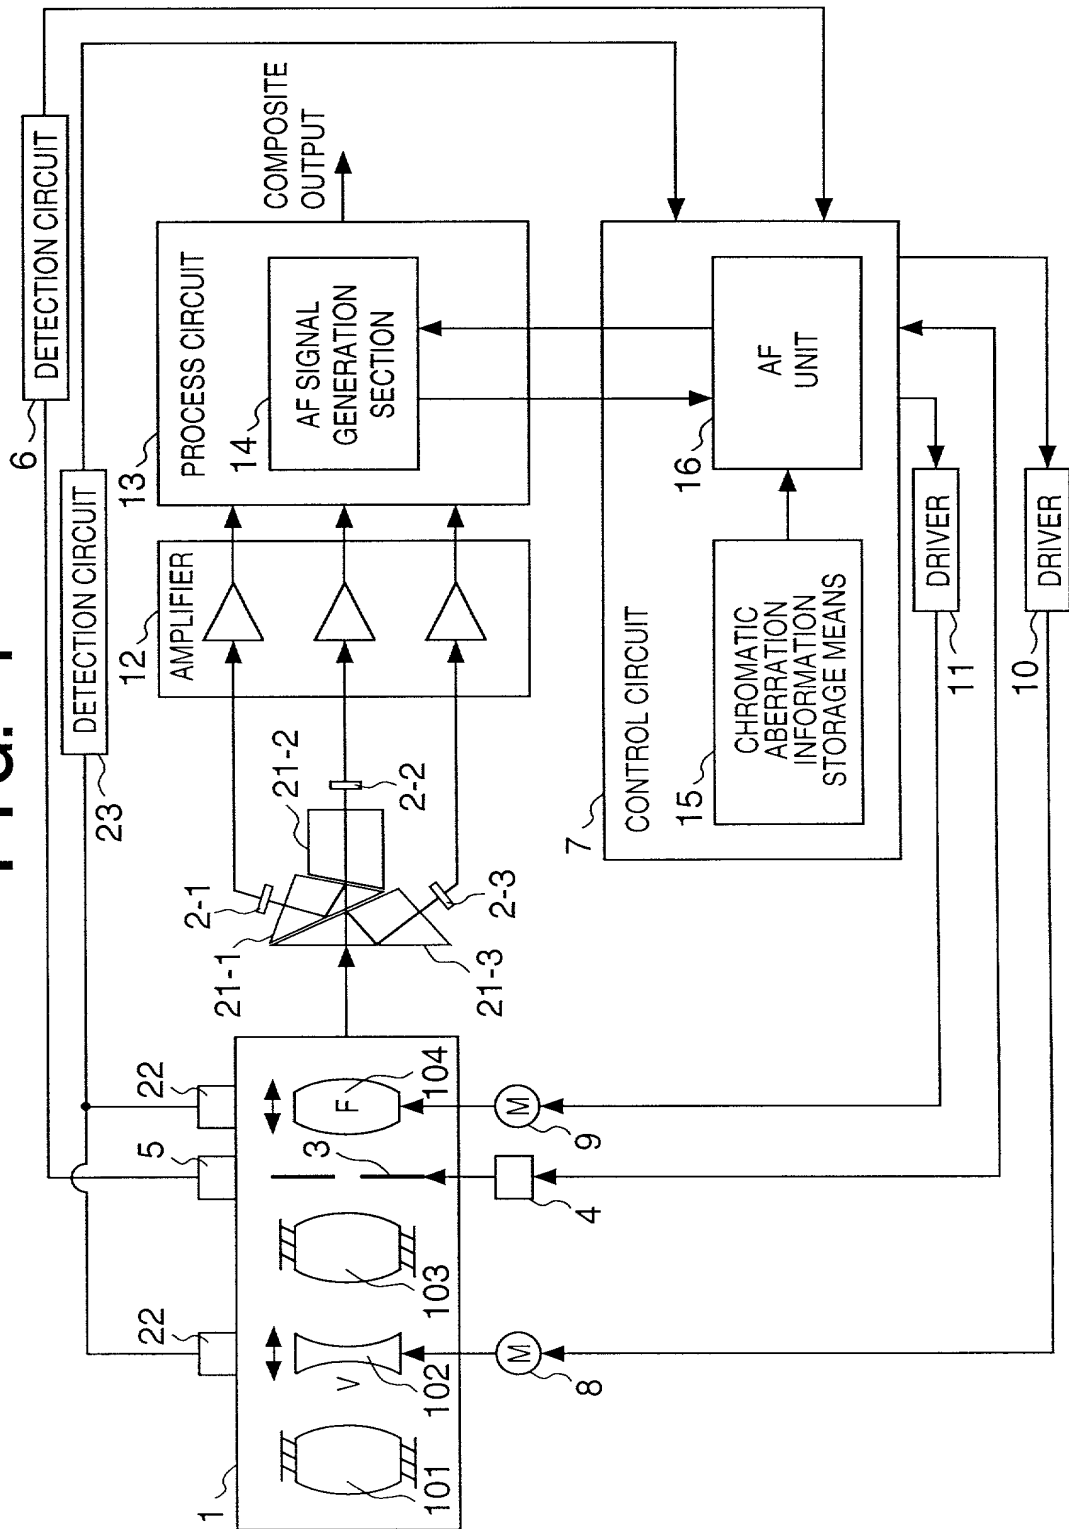 6
DETECTION CIRCUIT
23
DETECTION CIRCUIT
COMPOSITE
OUTPUT
13
PROCESS CIRCUIT
14
AF SIGNAL
GENERATION
SECTION
12
AMPLIFIER
21-1
2-1
21-2
2-2
21-3
2-3
1
22
5
22
101
V
102
103
3
F
104
8
M
4
9
M
7
CONTROL CIRCUIT
15
CHROMATIC
ABERRATION
INFORMATION
STORAGE MEANS
16
AF
UNIT
11
DRIVER
10
DRIVER